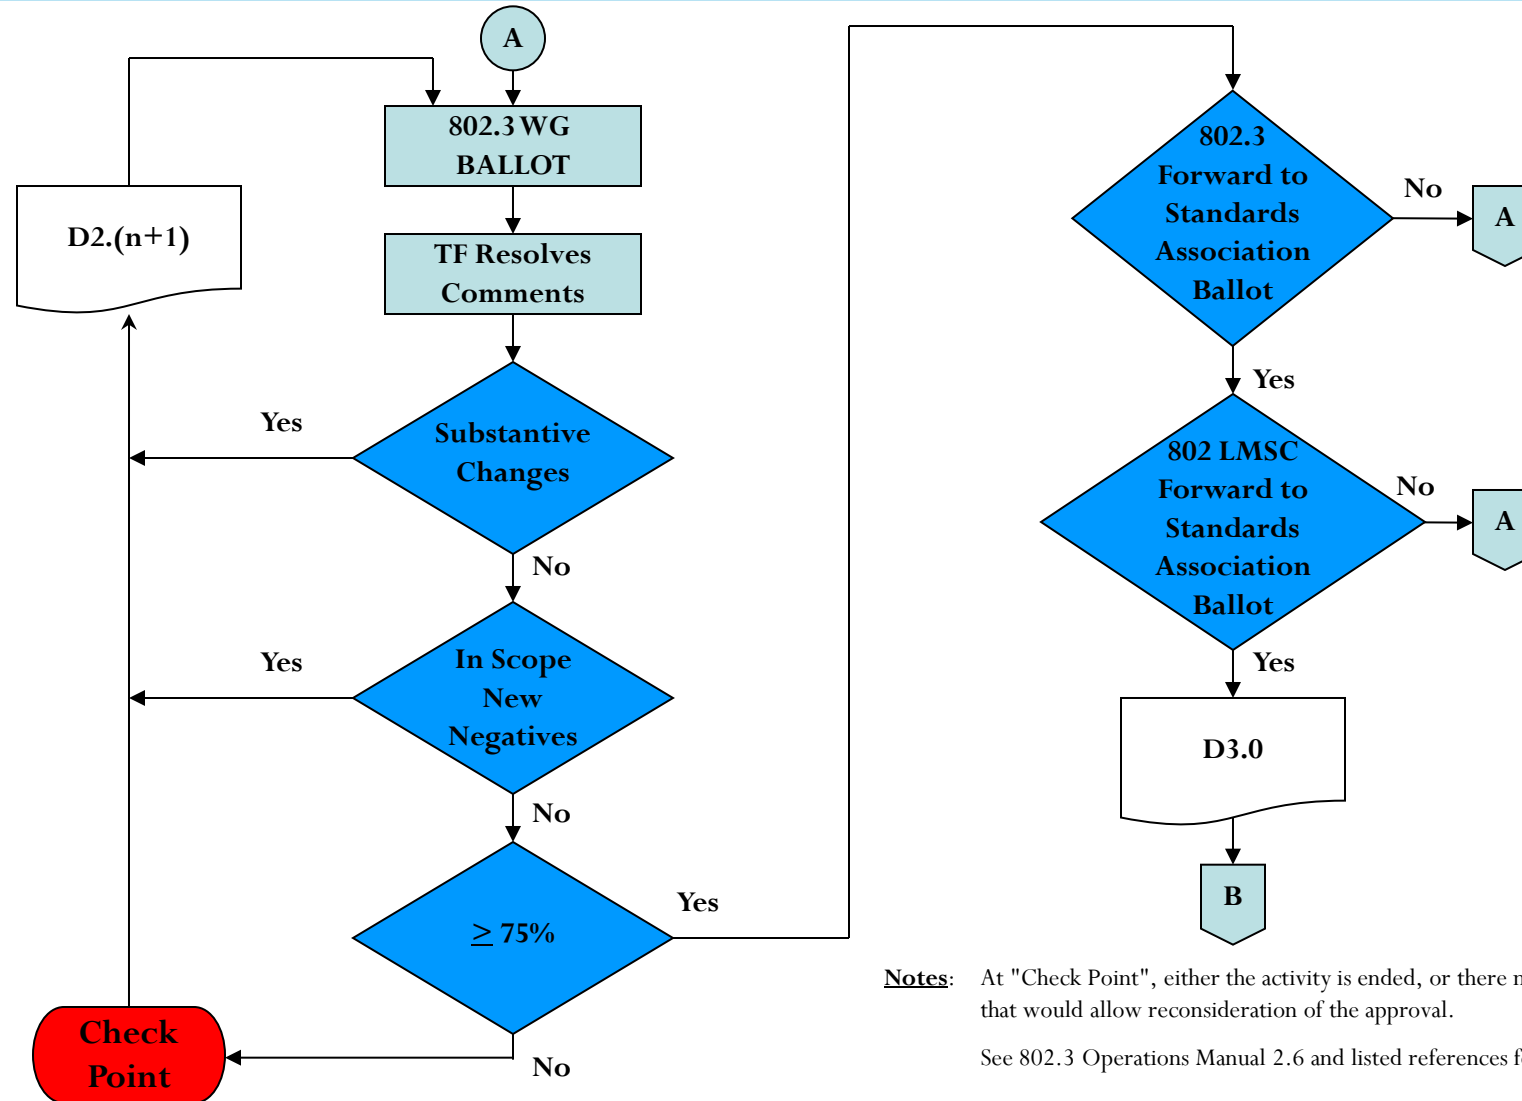 A
802.3 WG
BALLOT
D2.(n+1)
TF Resolves
Comments
Yes
Substantive
Changes
No
Yes
In Scope
New
Negatives
No
≥ 75%
Yes
Check
Point
No
802.3
Forward to
Standards
Association
Ballot
No
A
Yes
802 LMSC
Forward to
Standards
Association
Ballot
No
A
Yes
D3.0
B
Notes: At "Check Point", either the activity is ended, or there
that would allow reconsideration of the approval.
See 802.3 Operations Manual 2.6 and listed references